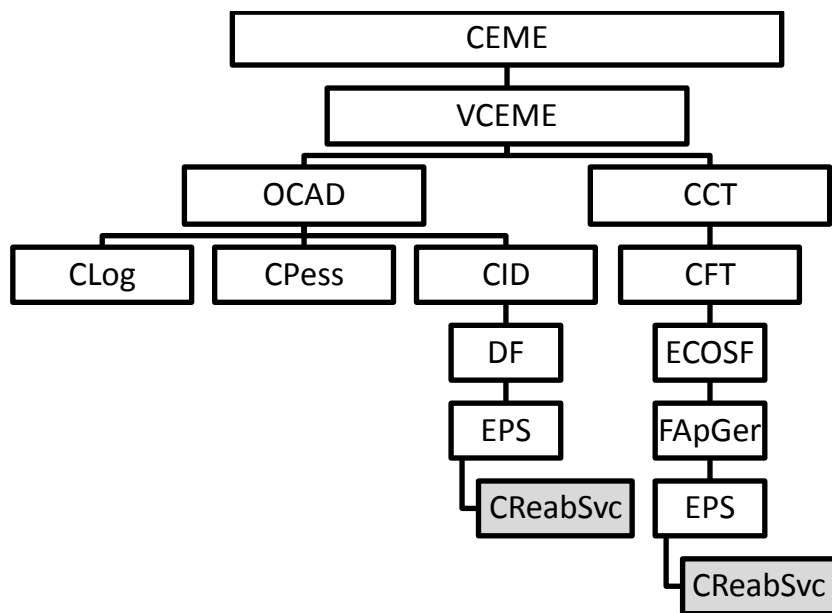 CEME
VCEME
OCAD
CCT
CLog
CPess
CID
CFT
DF
ECOSF
EPS
FApGer
CReabSvc
EPS
CReabSvc